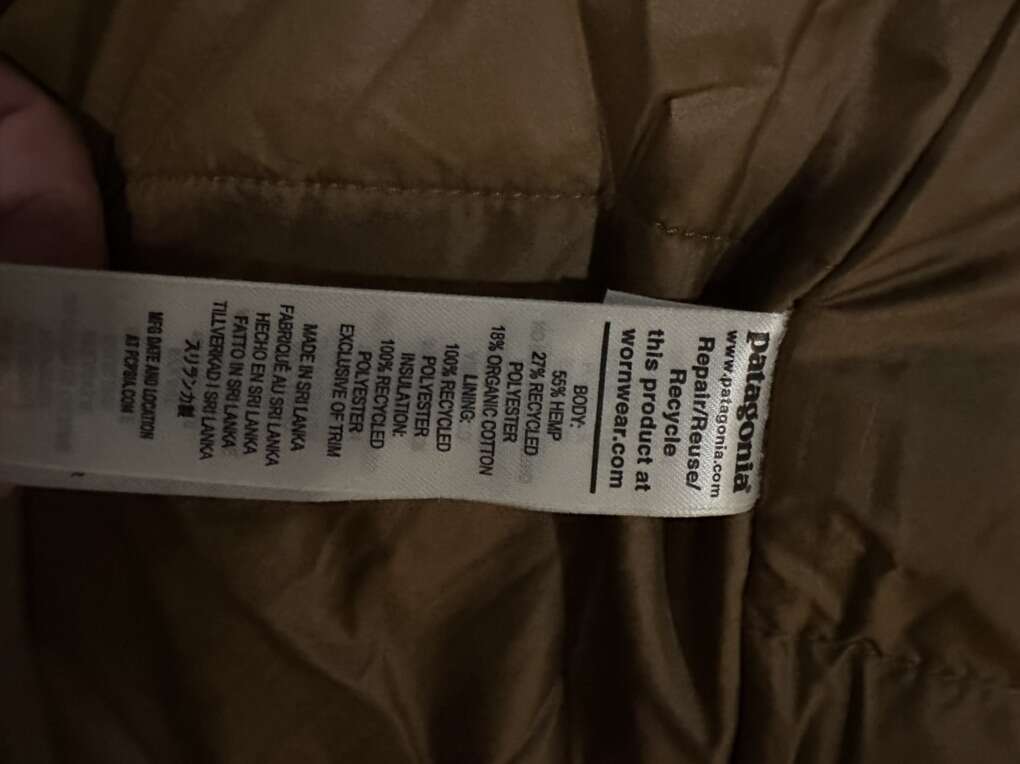 patagonia®
www.patagonia.com
Repair/Reuse/
Recycle
this product at
wornwear.com
BODY:
55% HEMP
27% RECYCLED
POLYESTER
18% ORGANIC COTTON
LINING:
100% RECYCLED
POLYESTER
INSULATION:
100% RECYCLED
POLYESTER
EXCLUSIVE OF TRIM
MADE IN SRI LANKA
FABRIQUÉ AU SRI LANKA
HECHO EN SRI LANKA
FATTO IN SRI LANKA
TILLVERKAD I SRI LANKA
スリランカ製
MFG DATE AND LOCATION
AT PCPQUA.COM